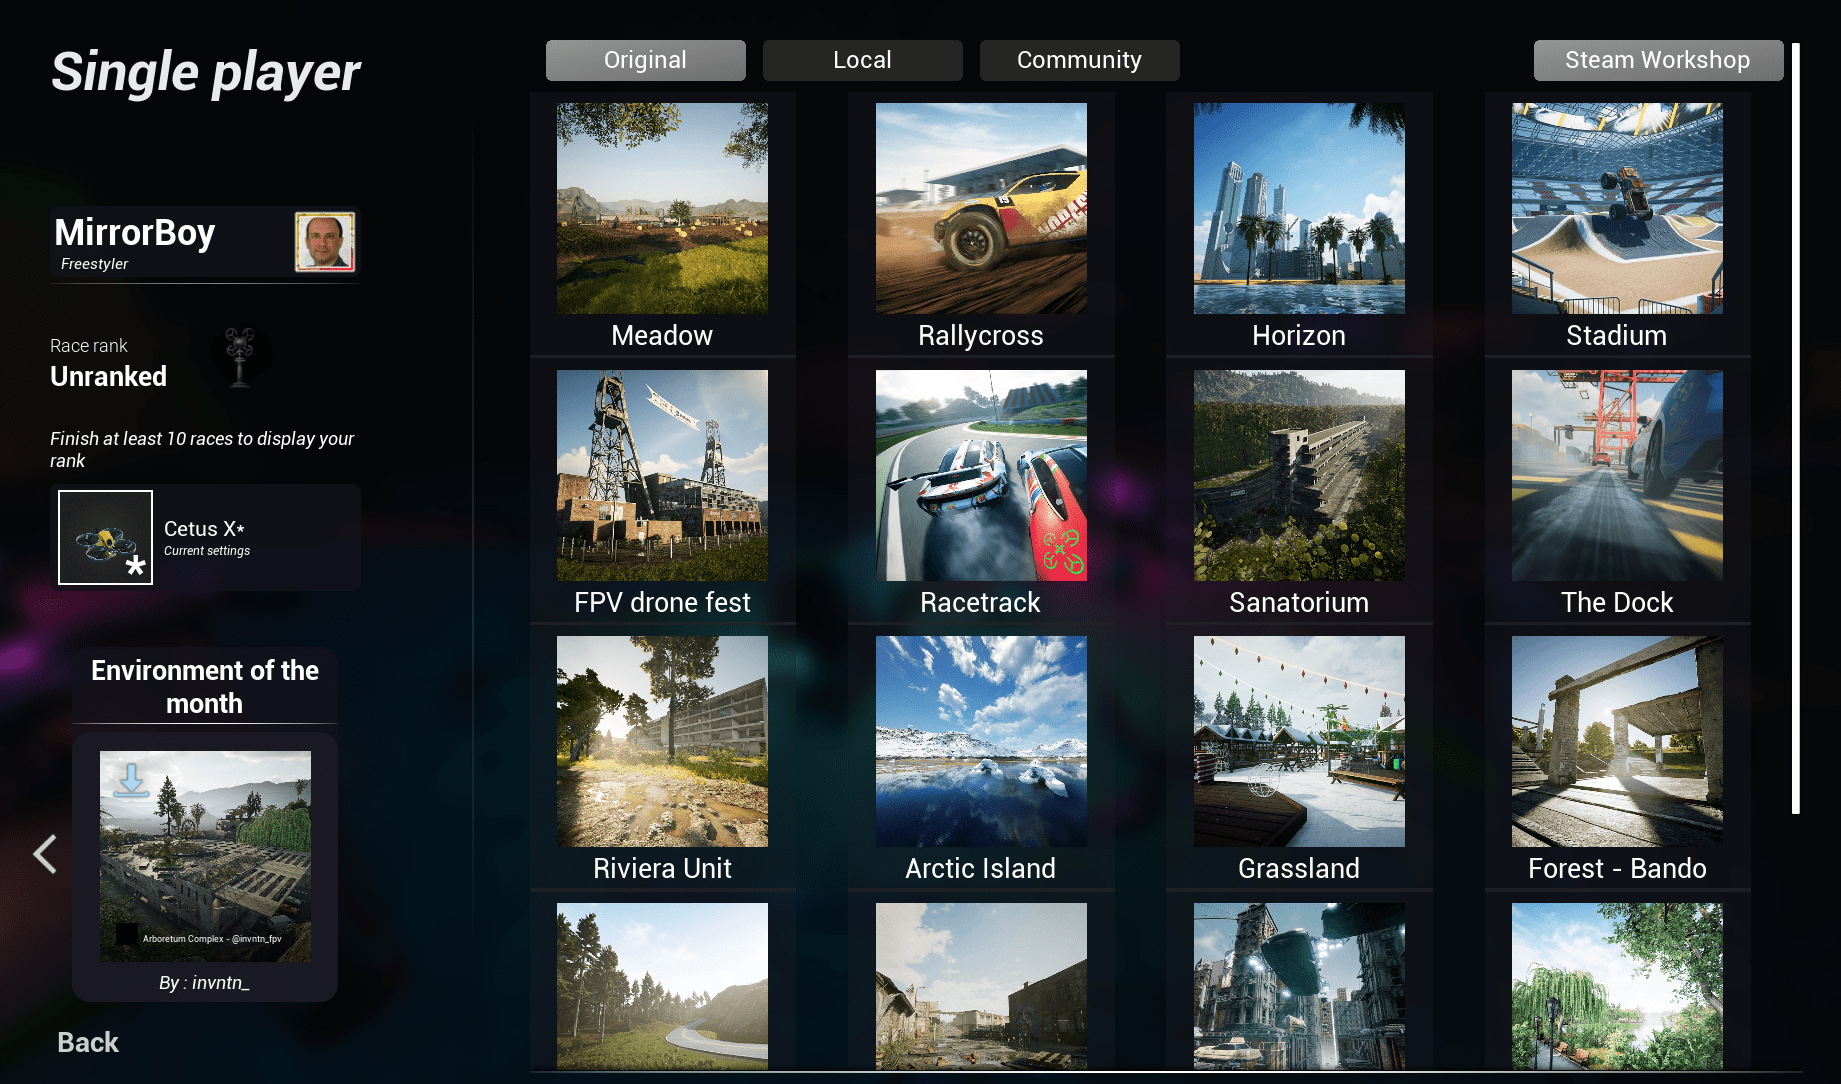 Single player
Original
Local
Community
Steam Workshop
MirrorBoy
Freestyler
Race rank
Unranked
Finish at least 10 races to display your
rank
Cetus X*
Current settings
*
Environment of the
month
Arboretum Complex - @invntn_fpv
By : invntn_
Back
Meadow
Rallycross
Horizon
Stadium
FPV drone fest
Racetrack
Sanatorium
The Dock
Riviera Unit
Arctic Island
Grassland
Forest - Bando